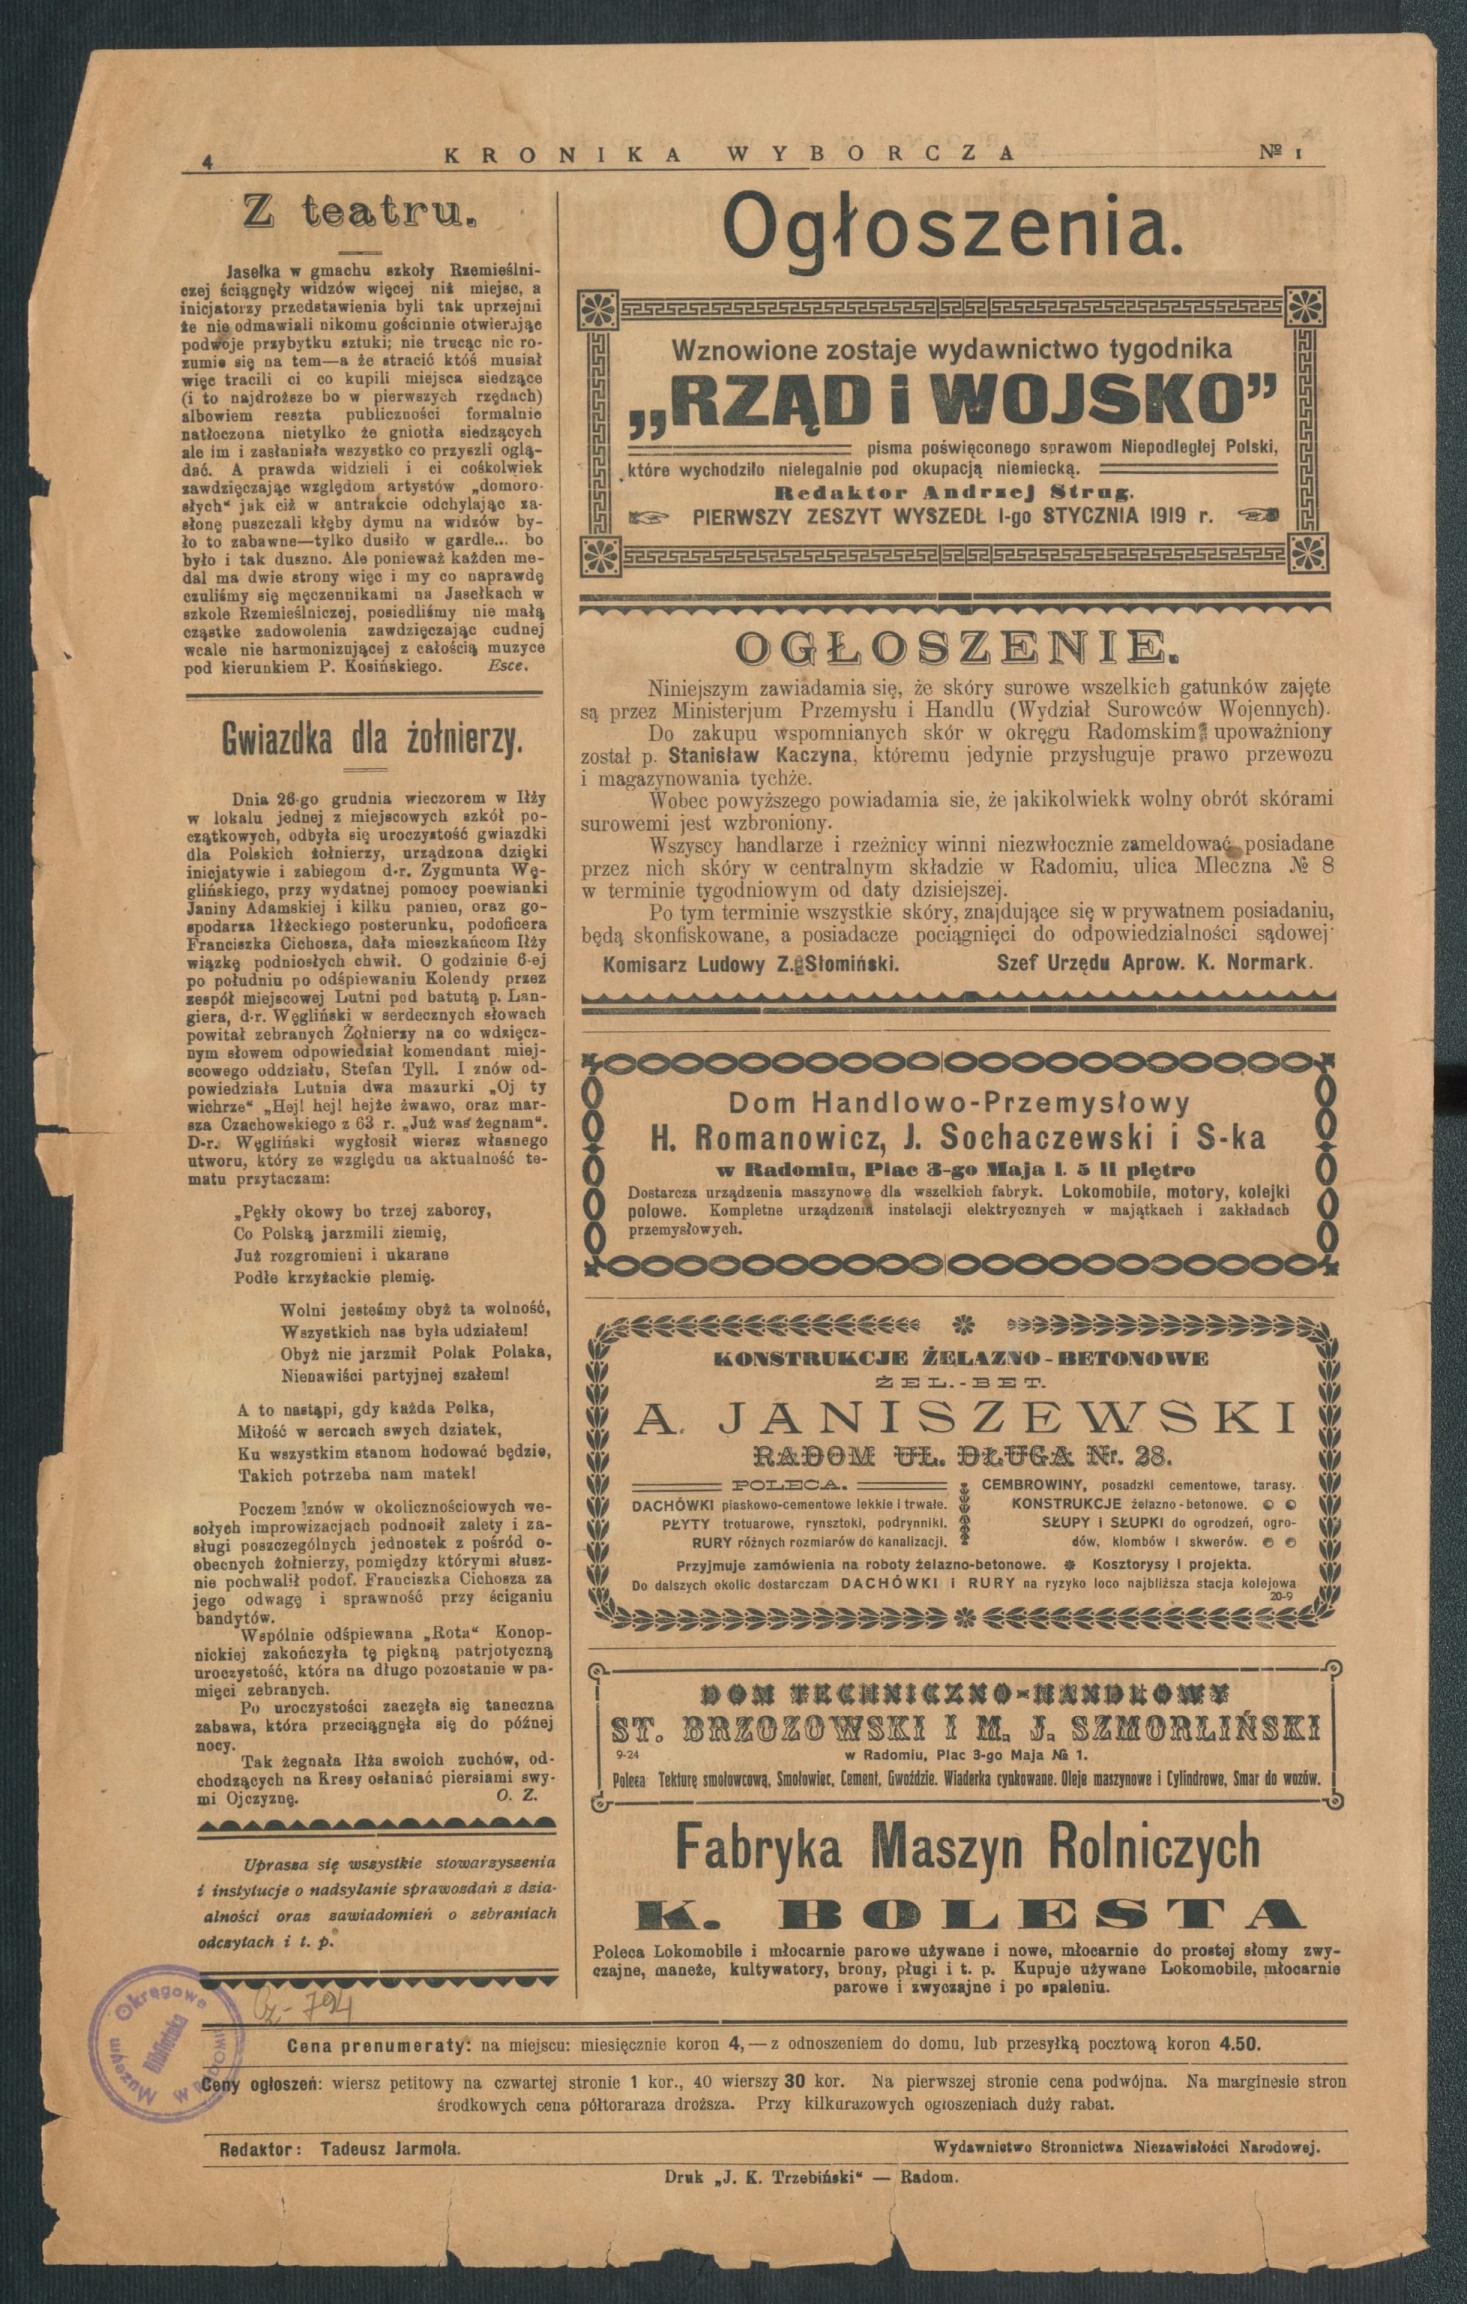 4
KRONIKA WYBORCZA
№ 1
Z teatru.
Jasełka w gmachu szkoły Rzemieślni-
czej ściągnęły widzów więcej niż miejsc, a
inicjatorzy przedstawienia byli tak uprzejmi
że nie odmawiali nikomu gościnnie otwierając
podwoje przybytku sztuki; nie tracąc nic ro-
zumie się na tem—a że stracić ktoś musiał
więc tracili ci co kupili miejsca siedzące
(i to najdroższe bo w pierwszych rzędach)
albowiem reszta publiczności formalnie
natłoczona nietylko że gniotła siedzących
ale im i zasłaniała wszystko co przyszli oglą-
dać. A prawda widzieli i ci cośkolwiek
zawdzięczając względom artystów „domoro-
słych“ jak ciż w antrakcie odchylając za-
słonę puszczali kłęby dymu na widzów by-
ło to zabawne—tylko dusiło w gardle... bo
było i tak duszno. Ale ponieważ każden me-
dal ma dwie strony więc i my co naprawdę
czuliśmy się męczennikami na Jasełkach w
szkole Rzemieślniczej, posiedliśmy nie małą
cząstke zadowolenia zawdzięczając cudnej
wcale nie harmonizującej z całością muzyce
pod kierunkiem P. Kosińskiego. Esce.
Gwiazdka dla żołnierzy.
Dnia 26-go grudnia wieczorem w Iłży
w lokalu jednej z miejscowych szkół po-
czątkowych, odbyła się uroczystość gwiazdki
dla Polskich żołnierzy, urządzona dzięki
inicjatywie i zabiegom d-r. Zygmunta Wę-
glińskiego, przy wydatnej pomocy poewianki
Janiny Adamskiej i kilku panien, oraz go-
spodarza Iłżeckiego posterunku, podoficera
Franciszka Cichosza, dała mieszkańcom Iłży
wiązkę podniosłych chwil. O godzinie 6-ej
po południu po odśpiewaniu Kolendy przez
zespół miejscowej Lutni pod batutą p. Lan-
giera, d-r. Węgliński w serdecznych słowach
powitał zebranych Żołnierzy na co wdzięcz-
nym słowem odpowiedział komendant miej-
scowego oddziału, Stefan Tyll. I znów od-
powiedziała Lutnia dwa mazurki „Oj ty
wichrze“ „Hej! hej! hejże żwawo, oraz mar-
sza Czachowskiego z 63 r. „Już was żegnam“.
D-r. Węgliński wygłosił wiersz własnego
utworu, który ze względu na aktualność te-
matu przytaczam:
„Pękły okowy bo trzej zaborcy,
Co Polską jarzmili ziemię,
Już rozgromieni i ukarane
Podłe krzyżackie plemię.
Wolni jesteśmy obyż ta wolność,
Wszystkich nas była udziałem!
Obyż nie jarzmił Polak Polaka,
Nienawiści partyjnej szałem!
A to nastąpi, gdy każda Polka,
Miłość w sercach swych dziatek,
Ku wszystkim stanom hodować będzie,
Takich potrzeba nam matek!
Poczem znów w okolicznościowych we-
sołych improwizacjach podnosił zalety i za-
sługi poszczególnych jednostek z pośród o-
obecnych żołnierzy, pomiędzy którymi słusz-
nie pochwalił podof. Franciszka Cichosza za
jego odwagę i sprawność przy ściganiu
bandytów.
Wspólnie odśpiewana „Rota“ Konop-
nickiej zakończyła tę piękną patrjotyczną
uroczystość, która na długo pozostanie w pa-
mięci zebranych.
Po uroczystości zaczęła się taneczna
zabawa, która przeciągnęła się do późnej
nocy.
Tak żegnała Iłża swoich zuchów, od-
chodzących na Kresy osłaniać piersiami swy-
mi Ojczyznę. O. Z.
Uprasza się wszystkie stowarzyszenia
i instytucje o nadsyłanie sprawozdań z dzia-
alności oraz zawiadomień o zebraniach
odczytach i t. p.
Ogłoszenia.
Wznowione zostaje wydawnictwo tygodnika
„RZĄD i WOJSKO”
pisma poświęconego sprawom Niepodległej Polski,
które wychodziło nielegalnie pod okupacją niemiecką.
Redaktor Andrzej Strug.
PIERWSZY ZESZYT WYSZEDŁ I-go STYCZNIA 1919 r.
OGŁOSZENIE.
Niniejszym zawiadamia się, że skóry surowe wszelkich gatunków zajęte
są przez Ministerjum Przemysłu i Handlu (Wydział Surowców Wojennych).
Do zakupu wspomnianych skór w okręgu Radomskim upoważniony
został p. Stanisław Kaczyna, któremu jedynie przysługuje prawo przewozu
i magazynowania tychże.
Wobec powyższego powiadamia sie, że jakikolwiekk wolny obrót skórami
surowemi jest wzbroniony.
Wszyscy handlarze i rzeźnicy winni niezwłocznie zameldować posiadane
przez nich skóry w centralnym składzie w Radomiu, ulica Mleczna № 8
w terminie tygodniowym od daty dzisiejszej.
Po tym terminie wszystkie skóry, znajdujące się w prywatnem posiadaniu,
będą skonfiskowane, a posiadacze pociągnięci do odpowiedzialności sądowej
Komisarz Ludowy Z. Słomiński. Szef Urzędu Aprow. K. Normark.
Dom Handlowo-Przemysłowy
H. Romanowicz, J. Sochaczewski i S-ka
w Radomiu, Plac 3-go Maja l. 5 II piętro
Dostarcza urządzenia maszynowe dla wszelkich fabryk. Lokomobile, motory, kolejki
polowe. Kompletne urządzenia instelacji elektrycznych w majątkach i zakładach
przemysłowych.
KONSTRUKCJE ŻELAZNO-BETONOWE
ŻEL.-BET.
A. JANISZEWSKI
RADOM UL. DŁUGA Nr. 28.
POLECA.
DACHÓWKI piaskowo-cementowe lekkie i trwałe.
PŁYTY trotuarowe, rynsztoki, podrynniki.
RURY różnych rozmiarów do kanalizacji.
CEMBROWINY, posadzki cementowe, tarasy.
KONSTRUKCJE żelazno-betonowe.
SŁUPY i SŁUPKI do ogrodzeń, ogro-
dów, klombów i skwerów.
Przyjmuje zamówienia na roboty żelazno-betonowe. Kosztorysy i projekta.
Do dalszych okolic dostarczam DACHÓWKI i RURY na ryzyko loco najbliższa stacja kolejowa
20-9
DOM TECHNICZNO-HANDLOWY
ST. BRZOZOWSKI I M. J. SZMORLIŃSKI
9-24
w Radomiu, Plac 3-go Maja № 1.
Poleca Tekturę smołowcową, Smołowiec, Cement, Gwoździe. Wiaderka cynkowane. Oleje maszynowe i Cylindrowe, Smar do wozów.
Fabryka Maszyn Rolniczych
K. BOLESTA
Poleca Lokomobile i młocarnie parowe używane i nowe, młocarnie do prostej słomy zwy-
czajne, maneże, kultywatory, brony, pługi i t. p. Kupuje używane Lokomobile, młocarnie
parowe i zwyczajne i po spaleniu.
Cz-794
Muzeum Okręgowe
Biblioteka
W RADOMIU
Cena prenumeraty: na miejscu: miesięcznie koron 4,—z odnoszeniem do domu, lub przesyłką pocztową koron 4.50.
Ceny ogłoszeń: wiersz petitowy na czwartej stronie 1 kor., 40 wierszy 30 kor. Na pierwszej stronie cena podwójna. Na marginesie stron
środkowych cena półtoraraza droższa. Przy kilkurazowych ogłoszeniach duży rabat.
Redaktor: Tadeusz Jarmoła.
Wydawnictwo Stronnictwa Niezawisłości Narodowej.
Druk „J. K. Trzebiński“ — Radom.